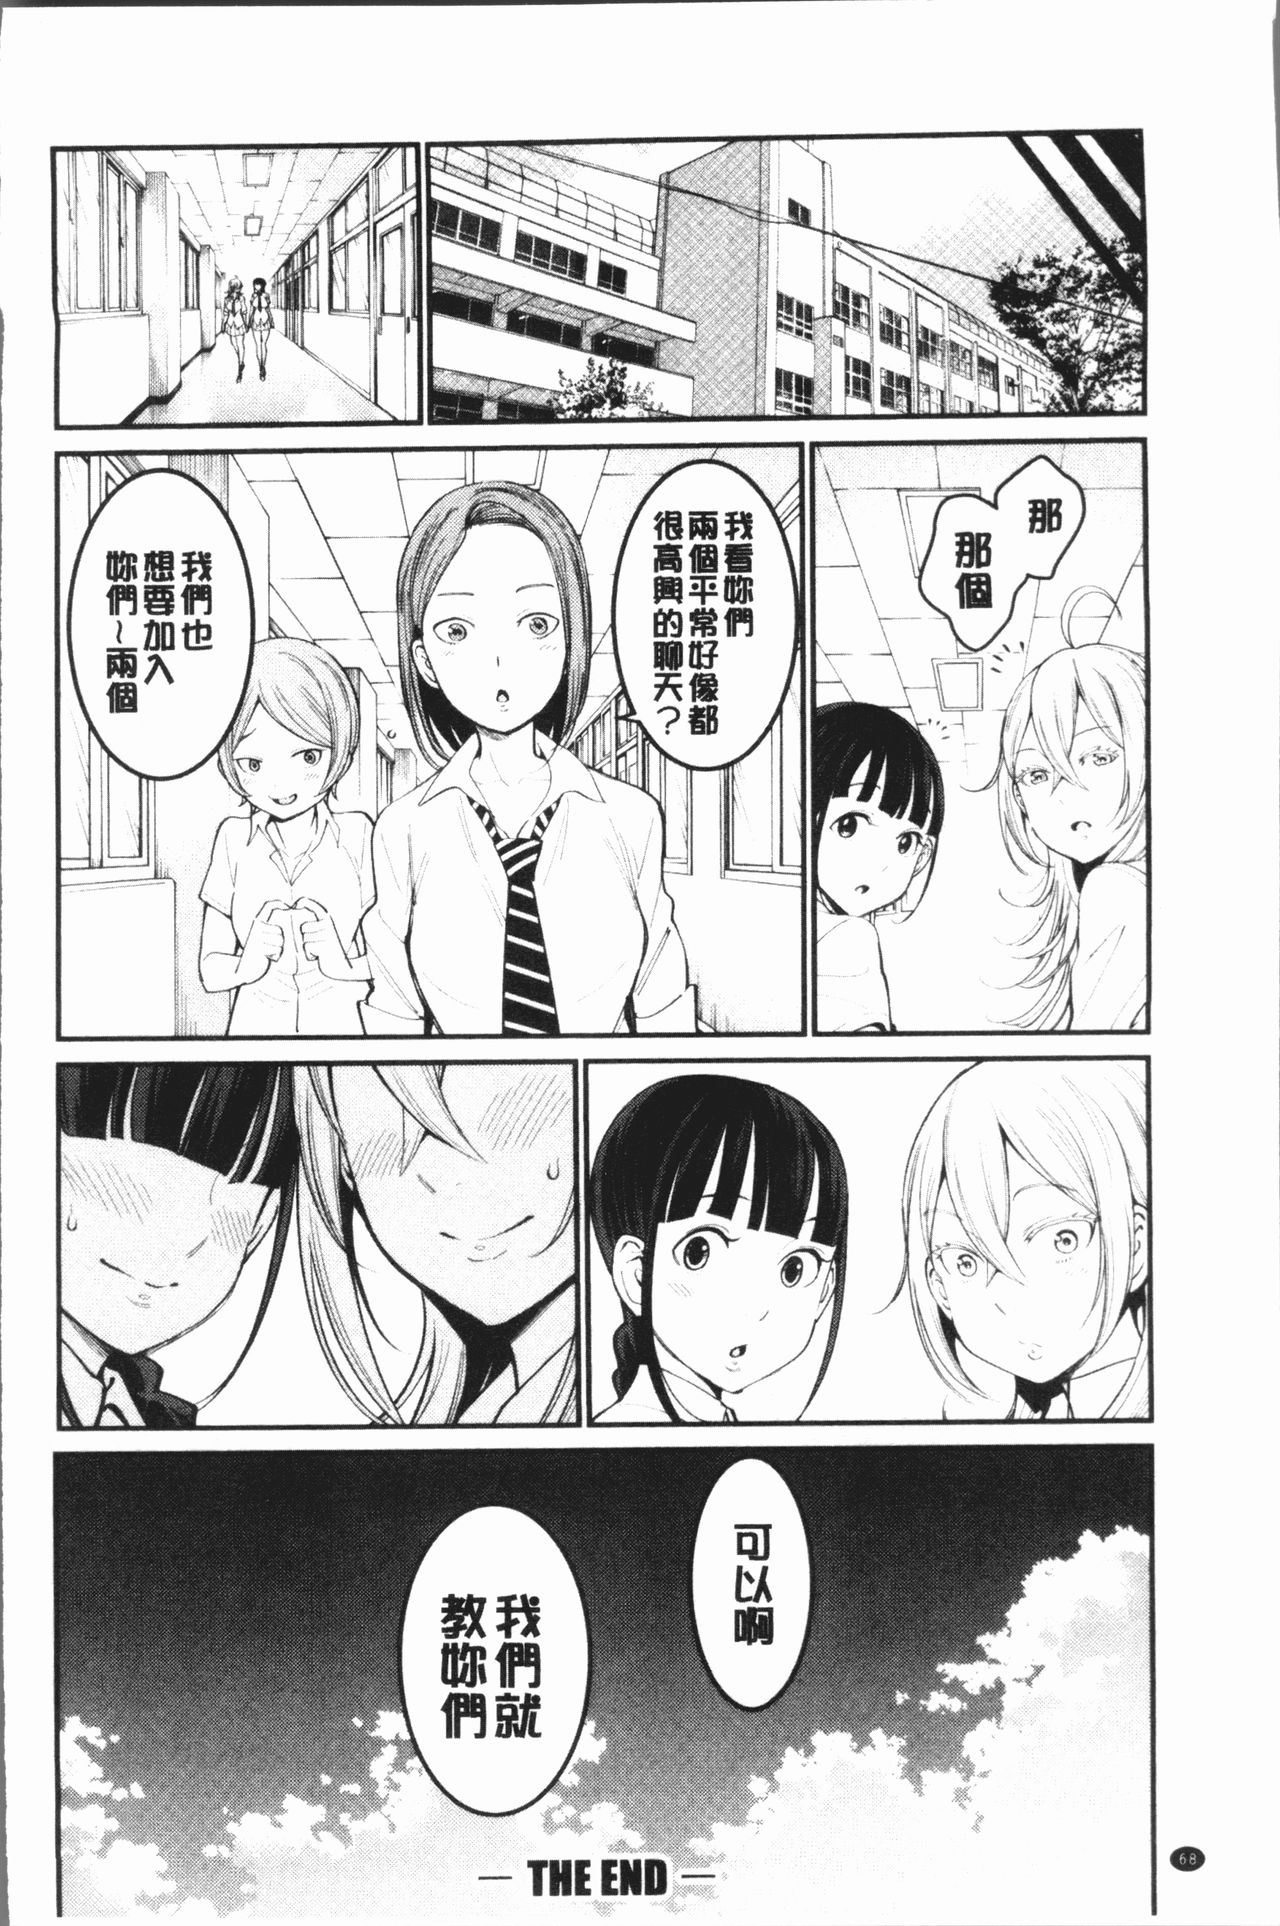 那
那個
我看妳們
兩個平常好像都
很高興的聊天？
我們也
想要加入
妳們~兩個
可以啊
我們就
教妳們
— THE END —
68